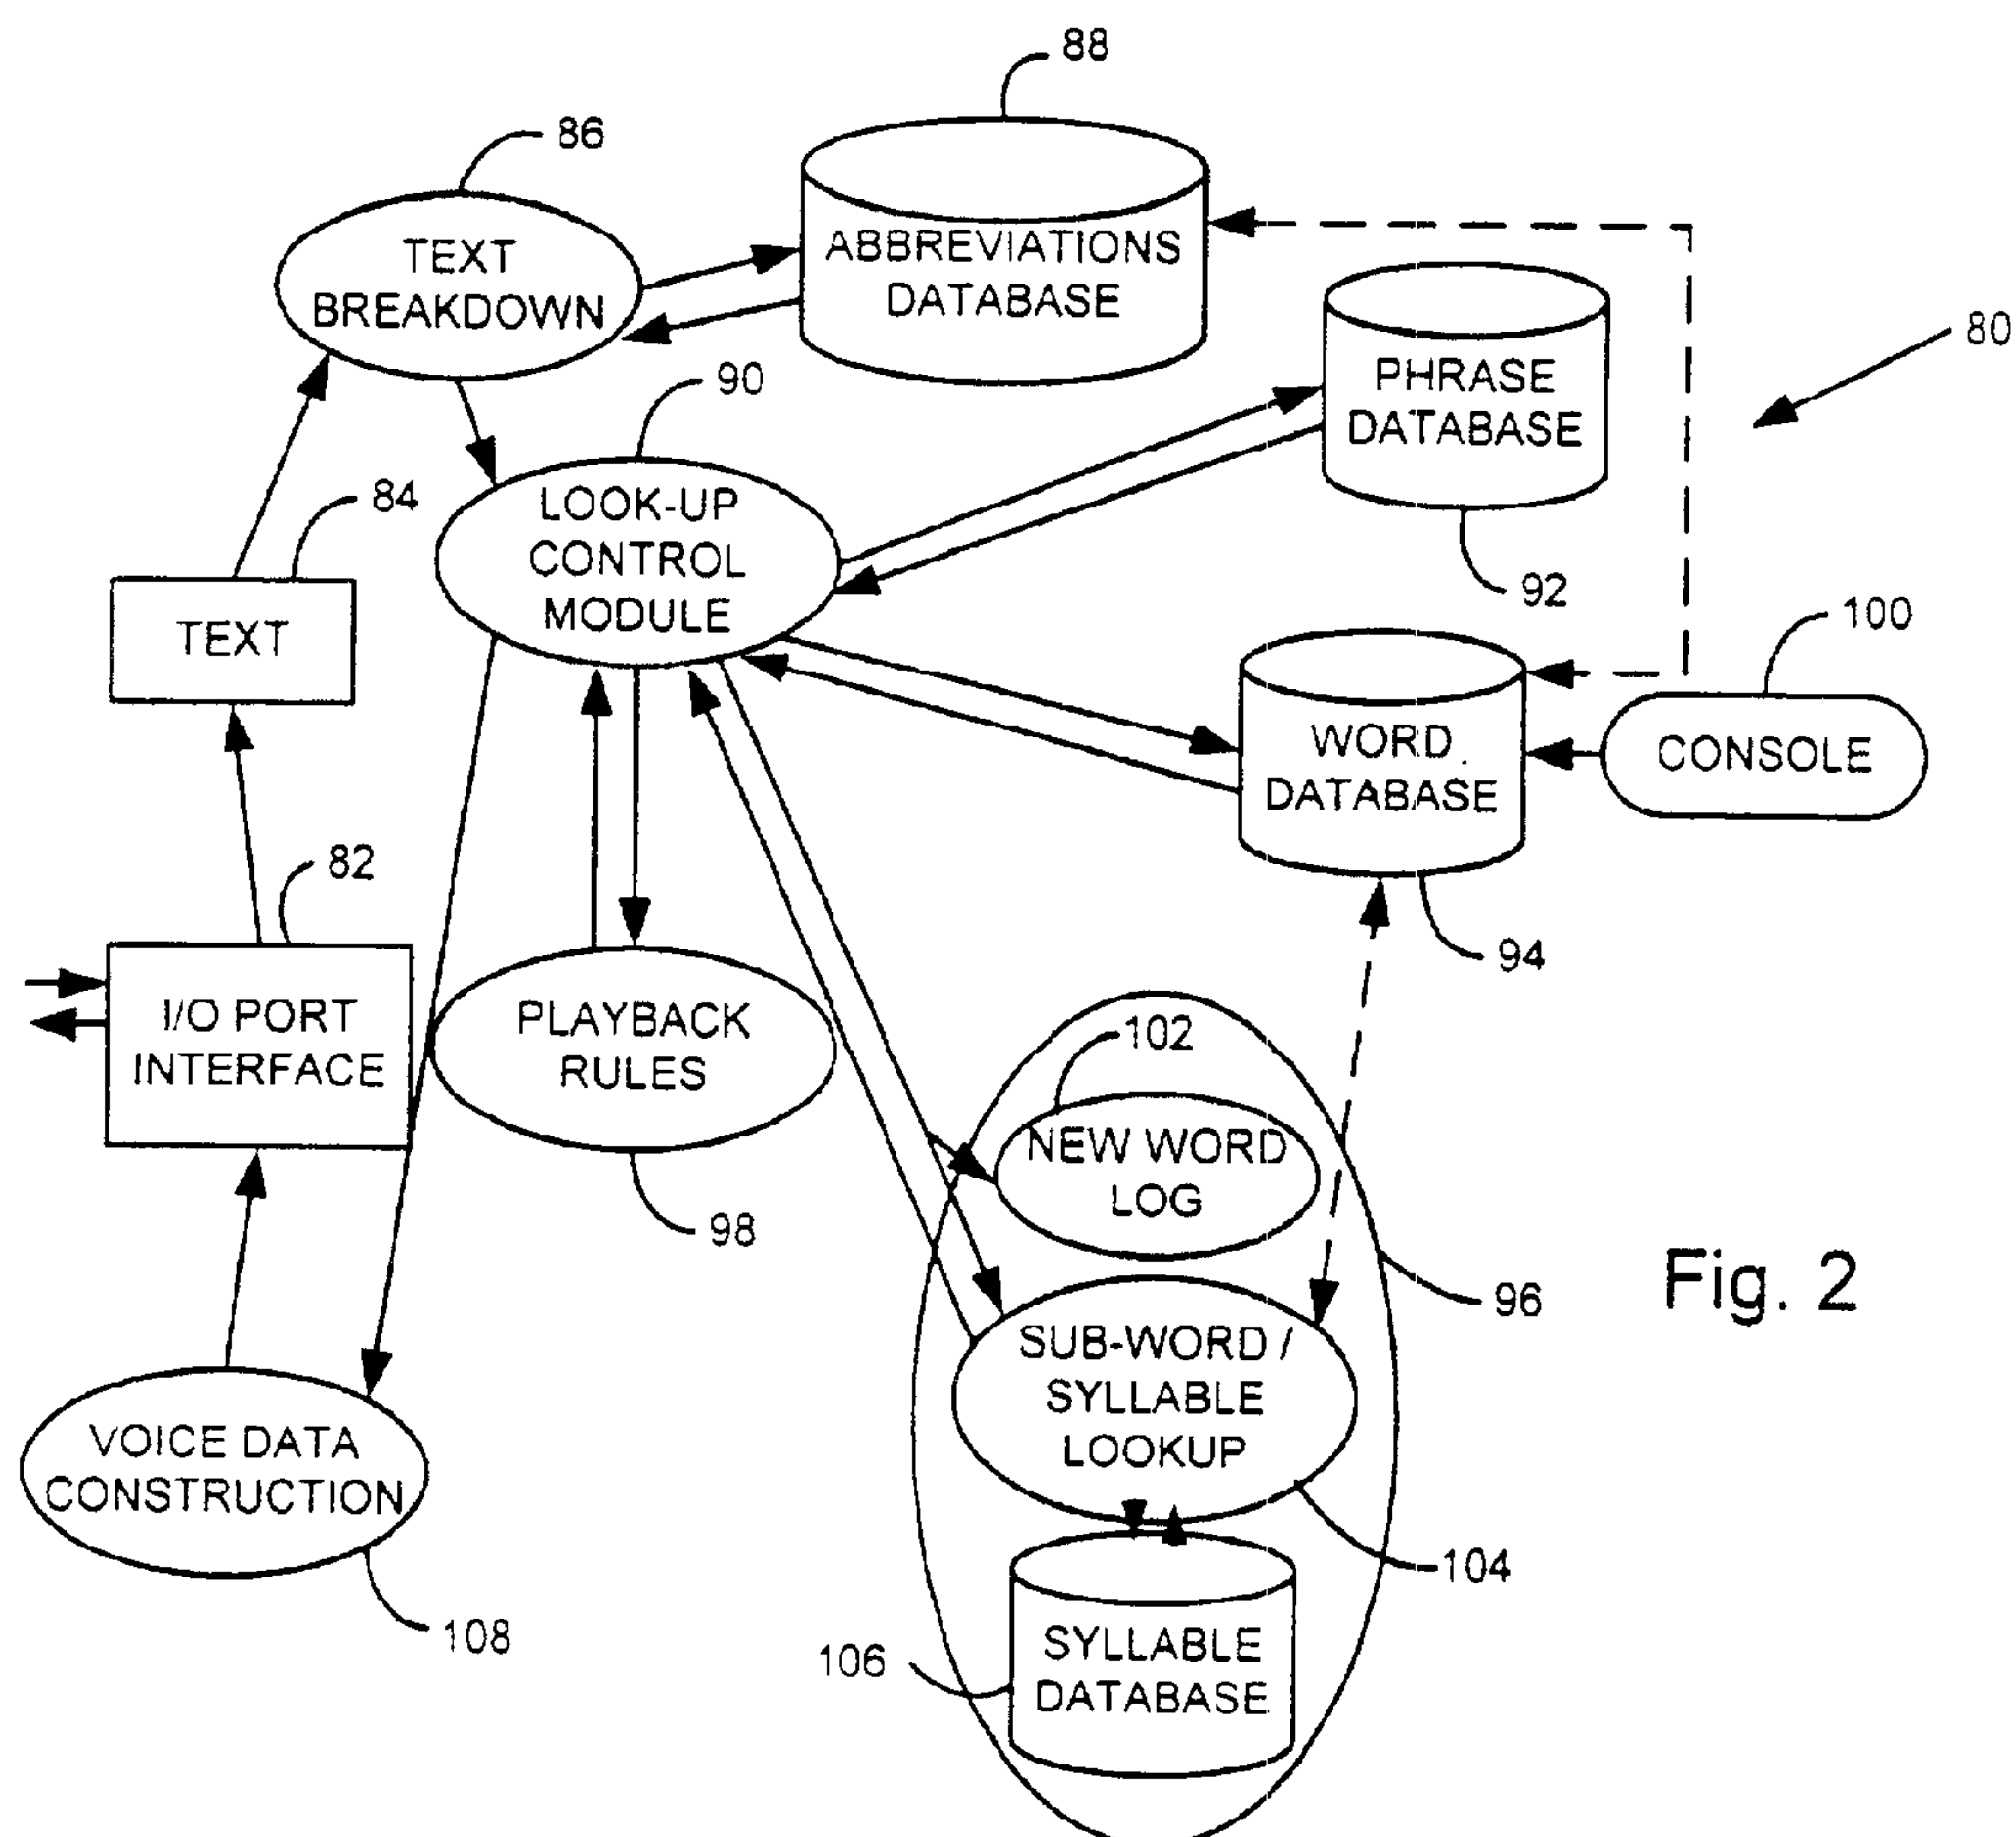 88
86
TEXT
BREAKDOWN
ABBREVIATIONS
DATABASE
80
PHRASE
DATABASE
90
84
LOOK-UP
CONTROL
MODULE
92
100
TEXT
WORD
DATABASE
CONSOLE
82
94
I/O PORT
INTERFACE
PLAYBACK
RULES
102
NEW WORD
LOG
98
96
Fig. 2
SUB-WORD /
SYLLABLE
LOOKUP
VOICE DATA
CONSTRUCTION
104
108
106
SYLLABLE
DATABASE